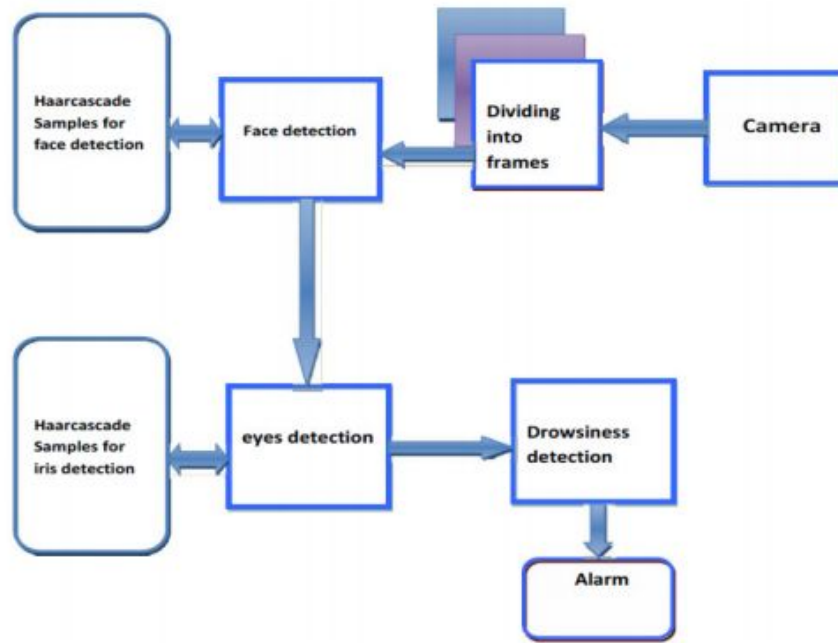 Haarcascade
Samples for
face detection
Face detection
Dividing
into
frames
Camera
Haarcascade
Samples for
iris detection
eyes detection
Drowsiness
detection
Alarm